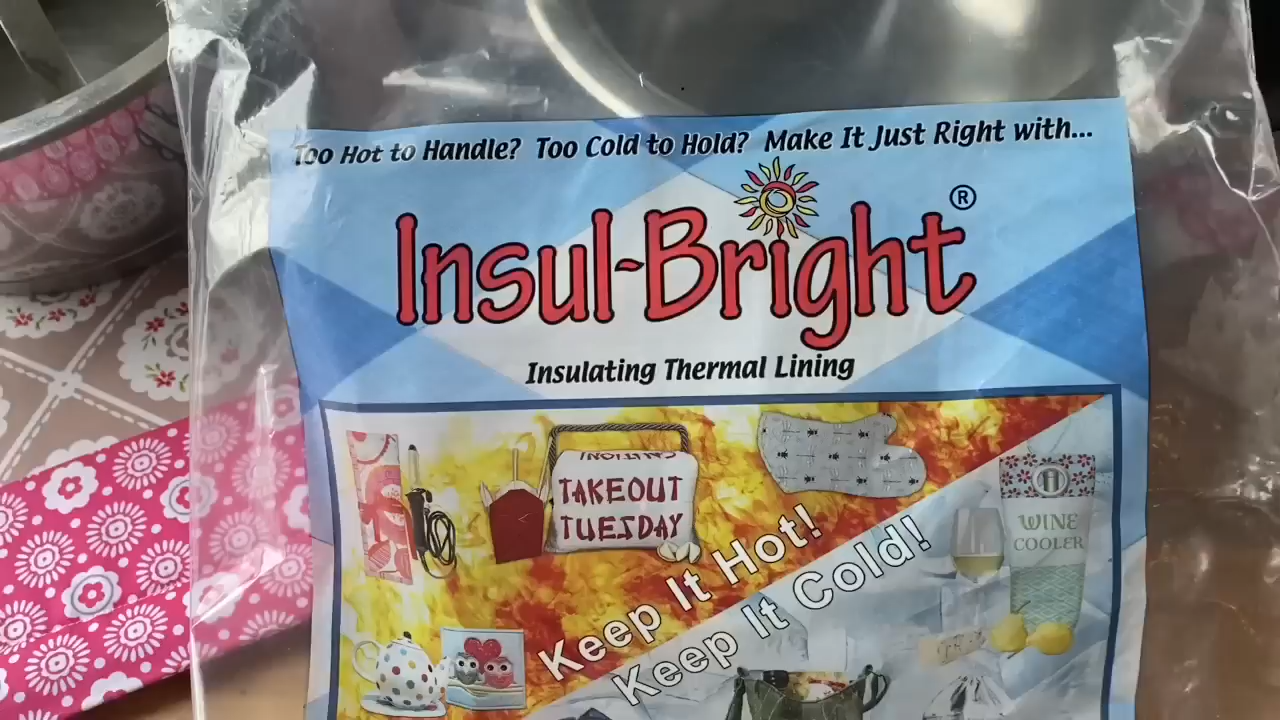 Too Hot to Handle? Too Cold to Hold? Make It Just Right with...
Insul-Bright®
Insulating Thermal Lining
TAKEOUT
TUESDAY
WINE
COOLER
Keep It Hot!
Keep It Cold!